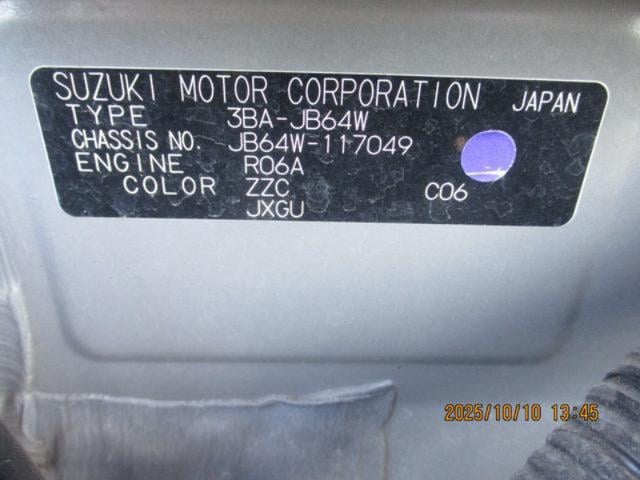 SUZUKI MOTOR CORPORATION JAPAN
TYPE 3BA-JB64W
CHASSIS NO. JB64W-117049
ENGINE R06A
COLOR ZZC C06
JXGU
2025/10/10 13:45